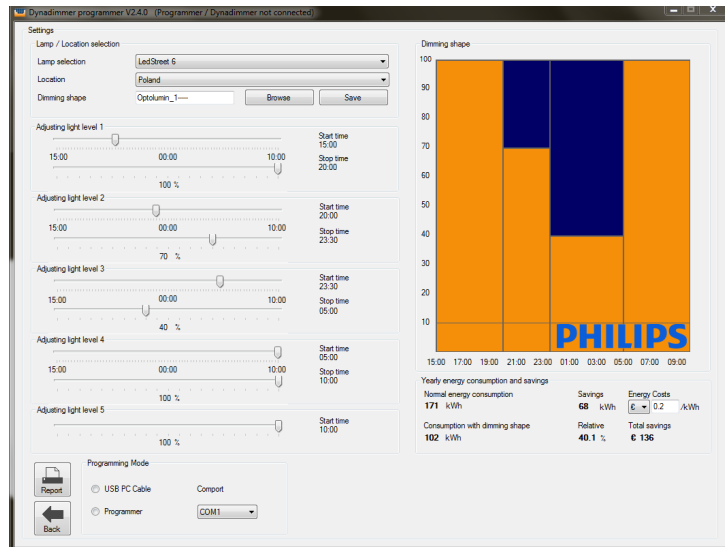 Dynadimmer programmer V2.4.0 (Programmer / Dynadimmer not connected)
Settings
Lamp / Location selection
Lamp selection LedStreet 6
Location Poland
Dimming shape Optolumin_1---- Browse Save
Adjusting light level 1
Start time
15:00
15:00 00:00 10:00
Stop time
20:00
100 %
Adjusting light level 2
Start time
20:00
15:00 00:00 10:00
Stop time
23:30
70 %
Adjusting light level 3
Start time
23:30
15:00 00:00 10:00
Stop time
05:00
40 %
Adjusting light level 4
Start time
05:00
15:00 00:00 10:00
Stop time
10:00
100 %
Adjusting light level 5
Start time
10:00
100 %
Report
Back
Programming Mode
USB PC Cable Comport
Programmer COM1
Dimming shape
100
90
80
70
60
50
40
30
20
10
PHILIPS
15:00 17:00 19:00 21:00 23:00 01:00 03:00 05:00 07:00 09:00
Yearly energy consumption and savings
Normal energy consumption Savings Energy Costs
171 kWh 68 kWh € 0.2 /kWh
Consumption with dimming shape Relative Total savings
102 kWh 40.1 % € 136